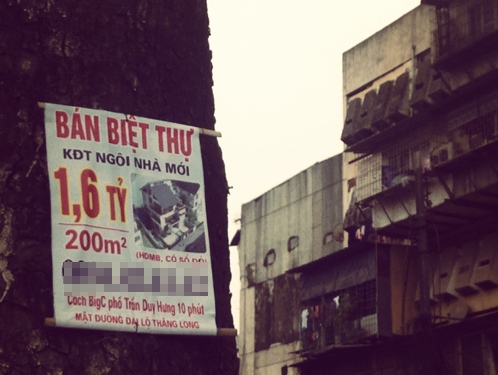 BÁN BIỆT THỰ
KĐT NGÔI NHÀ MỚI
1,6 TỶ
200m²
(HĐMB, CÓ SỔ ĐỎ)
Cách BigC phố Trần Duy Hưng 10 phút
MẶT ĐƯỜNG ĐẠI LỘ THĂNG LONG